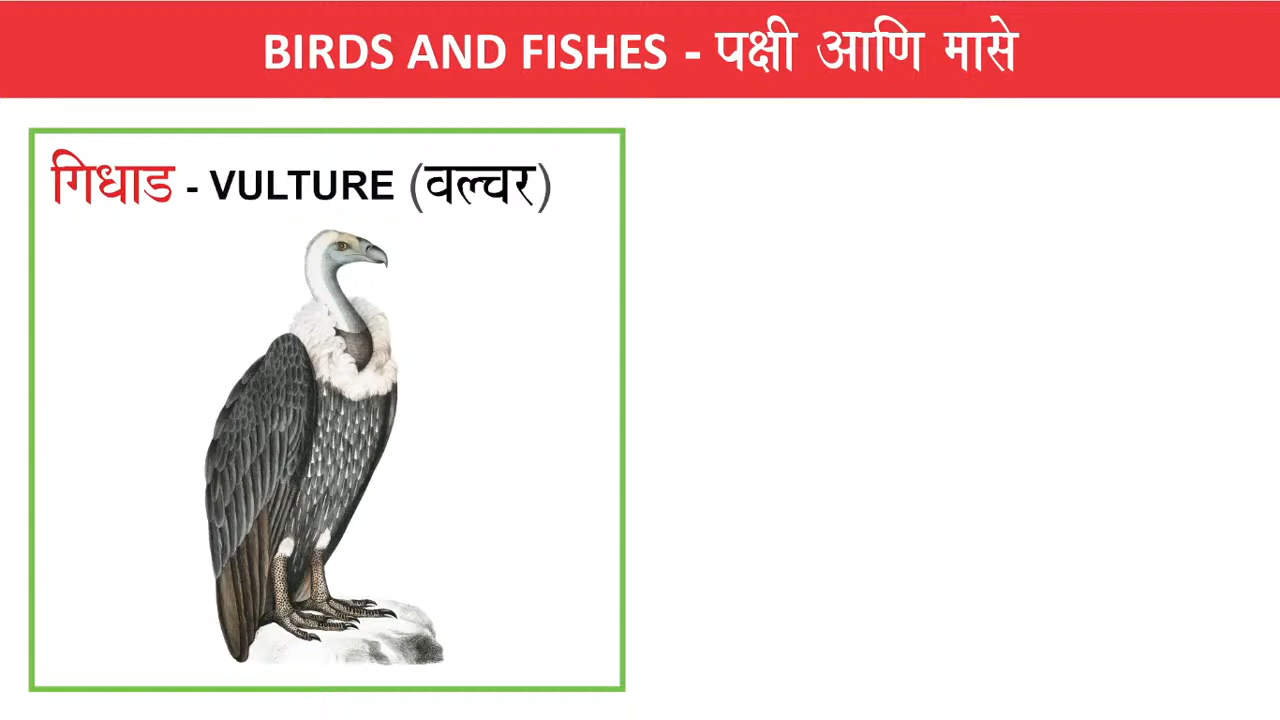 BIRDS AND FISHES - पक्षी आणि मासे
गिधाड - VULTURE (वल्चर)